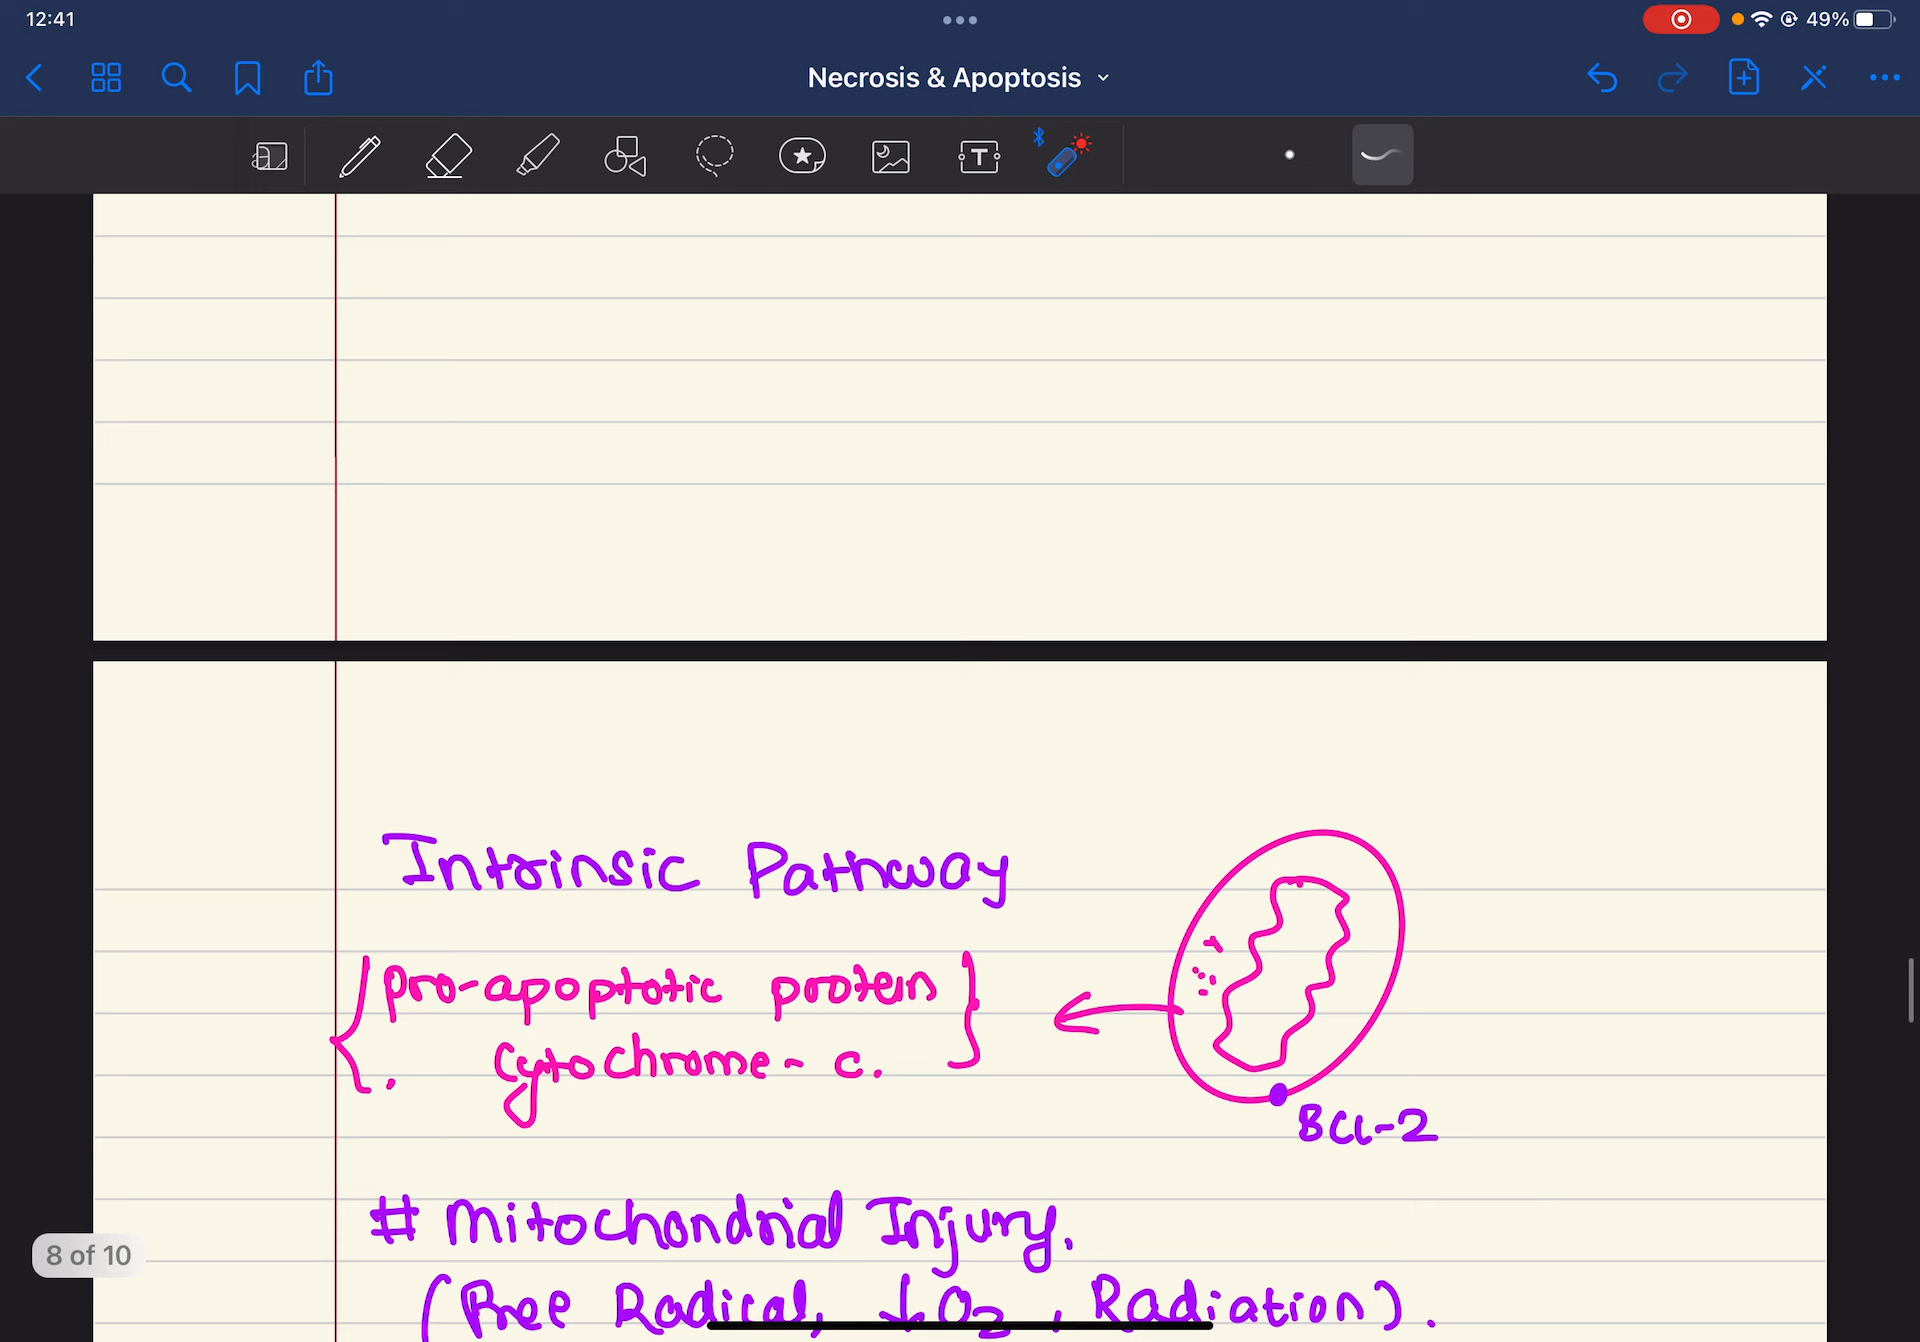 12:41
49%
Necrosis & Apoptosis
T
Intrinsic Pathway
pro-apoptotic protein
Cytochrome- c.
BCL-2
# Mitochondrial Injury.
(Free Radical, ↓O₂, Radiation).
8 of 10